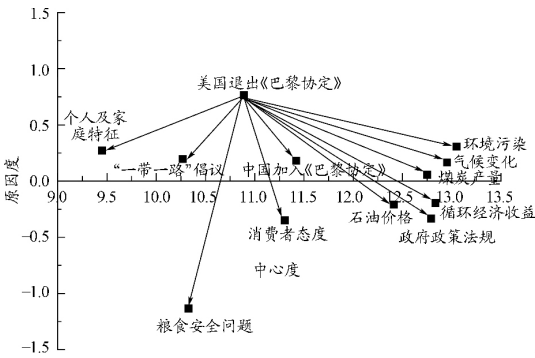 1.5
1.0
美国退出《巴黎协定》
个人及家
庭特征
0.5
环境污染
气候变化
“一带一路”倡议 中国加入《巴黎协定》
煤炭产量
0.0
9.0 9.5 10.0 10.5 11.0 11.5 12.0 12.5 13.0 13.5
原因度
石油价格
循环经济收益
消费者态度
政府政策法规
-0.5
中心度
-1.0
粮食安全问题
-1.5